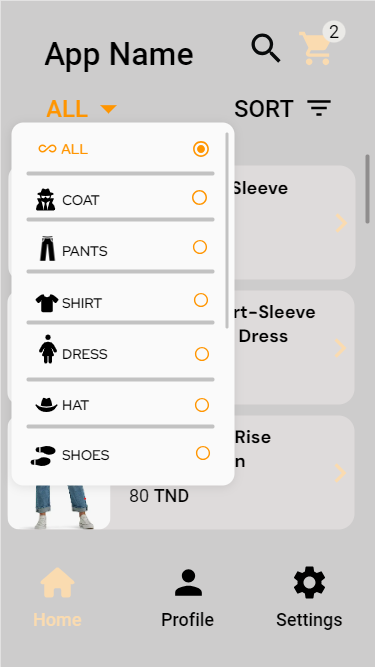 App Name
2
ALL
SORT
ALL
COAT
PANTS
SHIRT
DRESS
HAT
SHOES
Sleeve
rt-Sleeve
Dress
Rise
n
80 TND
Home
Profile
Settings